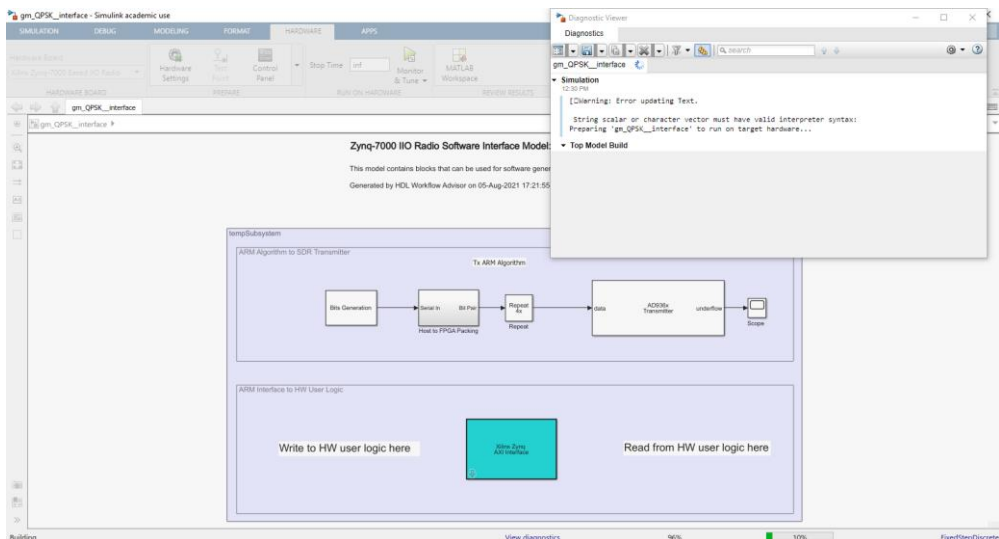 gm_QPSK__interface - Simulink academic use
SIMULATION DEBUG MODELING FORMAT HARDWARE APPS
Hardware Board
Hardware Settings
Control Panel
Stop Time inf
Monitor & Tune
MATLAB Workspace
HARDWARE BOARD PREPARE RUN ON HARDWARE REVIEW RESULTS
gm_QPSK__interface
gm_QPSK__interface
Diagnostic Viewer
Diagnostics
search
gm_QPSK__interface
Simulation
12:30 PM
Warning: Error updating Text.
String scalar or character vector must have valid interpreter syntax:
Preparing 'gm_QPSK__interface' to run on target hardware...
Top Model Build
Zynq-7000 IIO Radio Software Interface Model:
This model contains blocks that can be used for software gener
Generated by HDL Workflow Advisor on 05-Aug-2021 17:21:55
tempSubsystem
ARM Algorithm to SDR Transmitter
Tx ARM Algorithm
Bits Generation
Serial In Bit Pair
Host to FPGA Packing
Repeat
4x
Repeat
data
AD936x
Transmitter
underflow
Scope
ARM Interface to HW User Logic
Write to HW user logic here
Xilinx Zynq
AXI Interface
Read from HW user logic here
Building View diagnostics 96% 10% FixedStepDiscrete